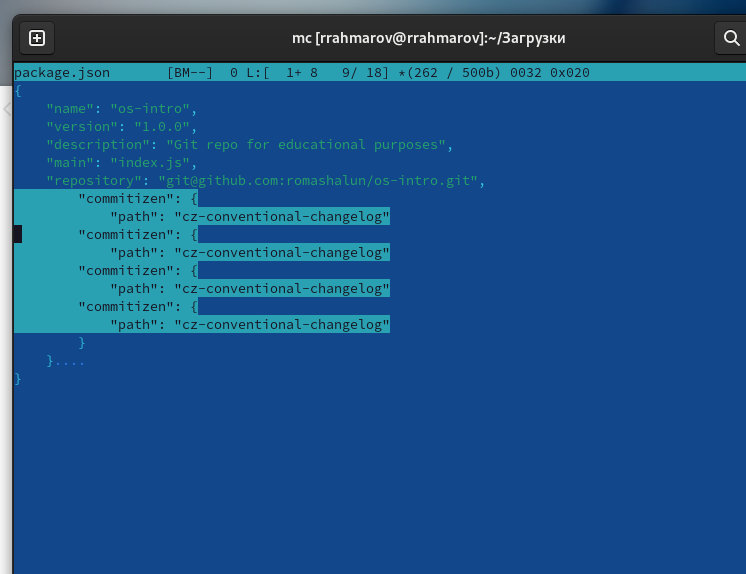 mc [rrahmarov@rrahmarov]:~/Загрузки
package.json       [BM--]  0 L:[  1+ 8   9/ 18] *(262 / 500b) 0032 0x020
{
    "name": "os-intro",
    "version": "1.0.0",
    "description": "Git repo for educational purposes",
    "main": "index.js",
    "repository": "git@github.com:romashalun/os-intro.git",
        "commitizen": {
            "path": "cz-conventional-changelog"
        "commitizen": {
            "path": "cz-conventional-changelog"
        "commitizen": {
            "path": "cz-conventional-changelog"
        "commitizen": {
            "path": "cz-conventional-changelog"
        }
    }....
}